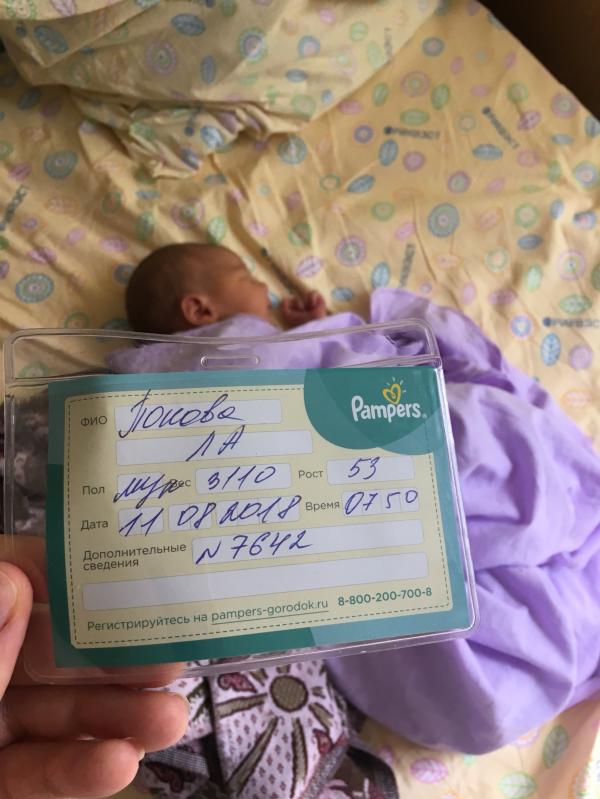 Pampers
ФИО Попова
ЛА
Пол муж Вес 3110 Рост 53
Дата 11 08 2018 Время 07 50
Дополнительные сведения N 7642
Регистрируйтесь на pampers-gorodok.ru 8-800-200-700-8